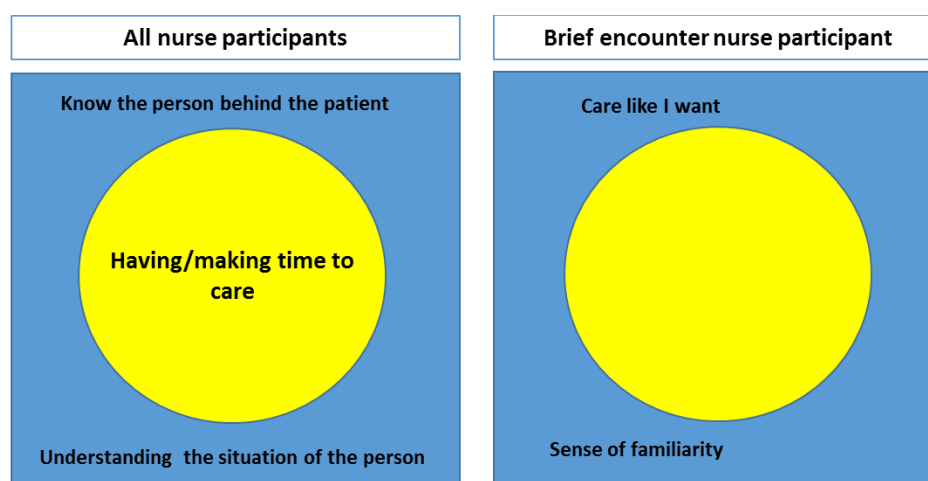 All nurse participants
Brief encounter nurse participant
Know the person behind the patient
Care like I want
Having/making time to
care
Understanding the situation of the person
Sense of familiarity